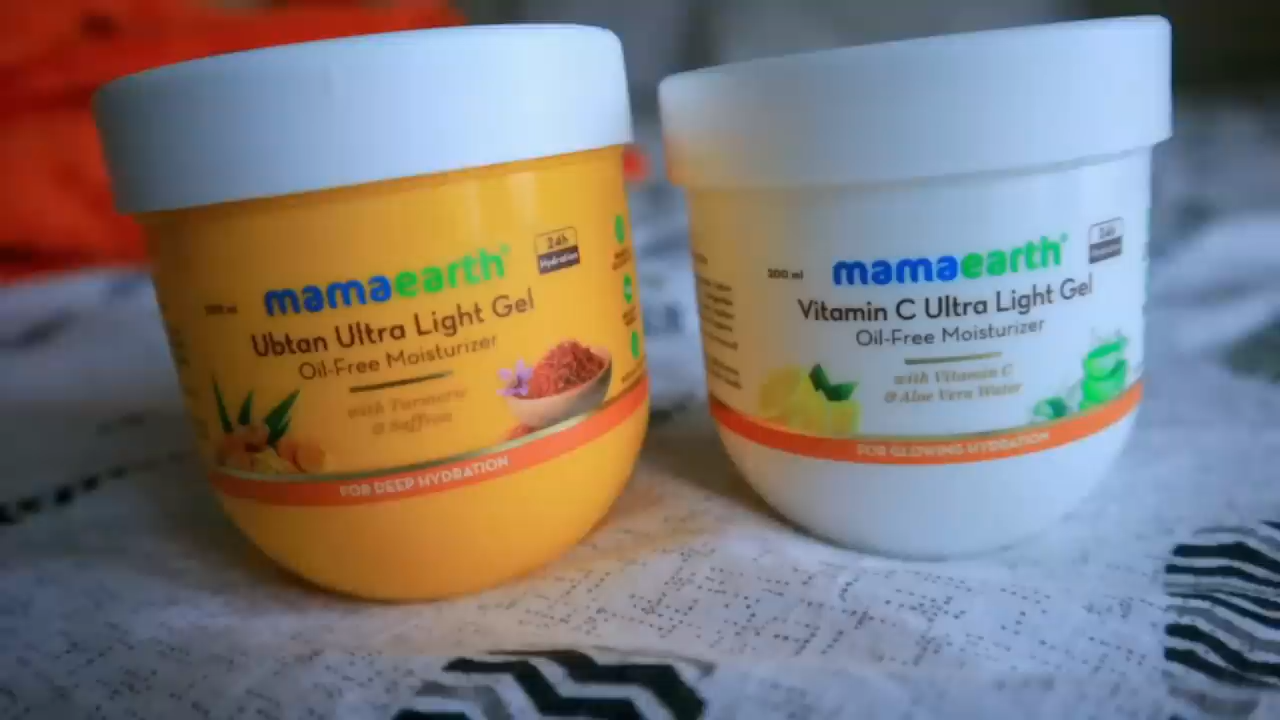 24h
Hydration
mamaearth
Ubtan Ultra Light Gel
Oil-Free Moisturizer
with Turmeric
& Saffron
FOR DEEP HYDRATION
24h
200 ml
mamaearth
Vitamin C Ultra Light Gel
Oil-Free Moisturizer
with Vitamin C
& Aloe Vera Water
FOR GLOWING HYDRATION